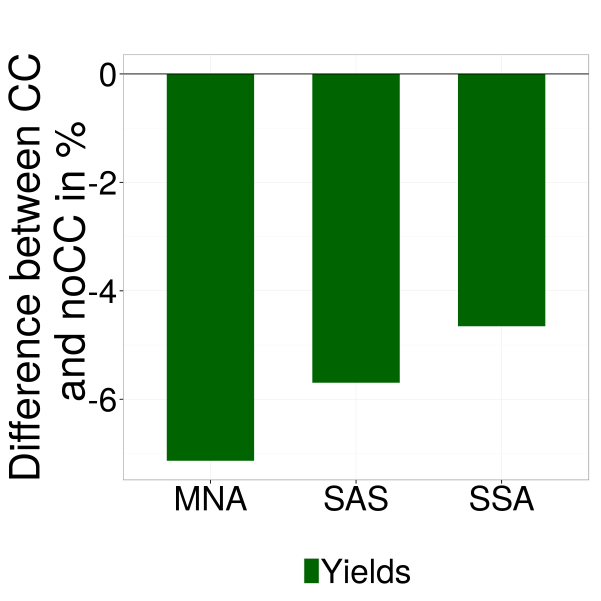 Difference between CC
and noCC in %
0
-2
-4
-6
MNA SAS SSA
Yields